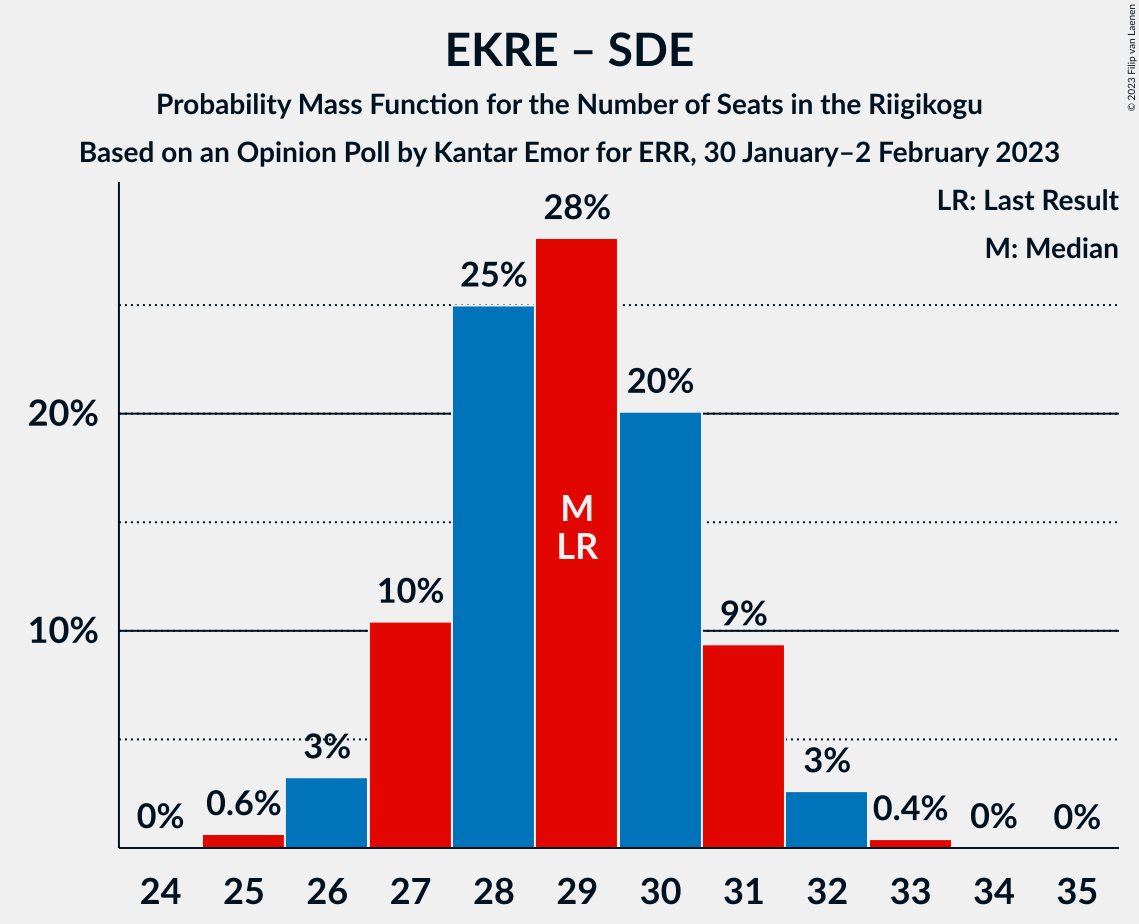 EKRE – SDE
Probability Mass Function for the Number of Seats in the Riigikogu
Based on an Opinion Poll by Kantar Emor for ERR, 30 January–2 February 2023
© 2023 Filip van Laenen
LR: Last Result
M: Median
28%
25%
20%
20%
M
LR
10%
9%
10%
3%
3%
0.6%
0.4%
0%
0%
0%
24 25 26 27 28 29 30 31 32 33 34 35